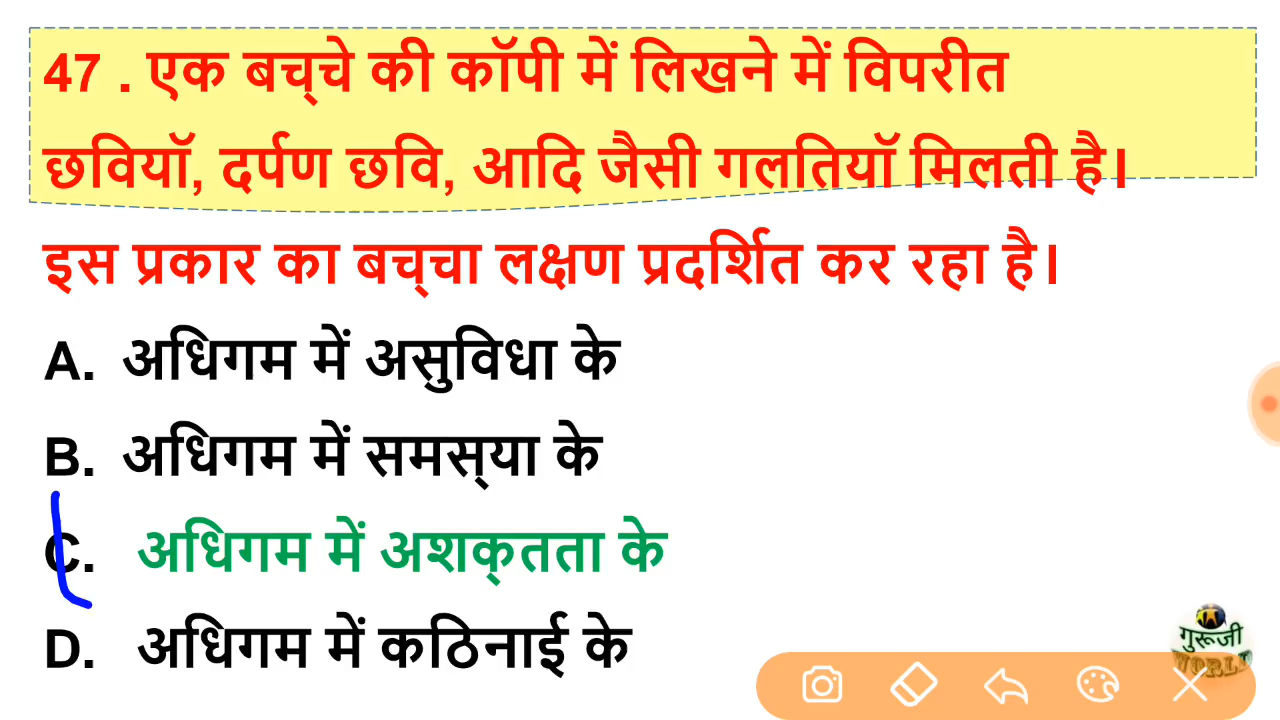 47 . एक बच्चे की कॉपी में लिखने में विपरीत
छवियॉ, दर्पण छवि, आदि जैसी गलतियॉ मिलती है।
इस प्रकार का बच्चा लक्षण प्रदर्शित कर रहा है।
A. अधिगम में असुविधा के
B. अधिगम में समस्या के
C. अधिगम में अशक्तता के
D. अधिगम में कठिनाई के
गुरूजी
WORLD